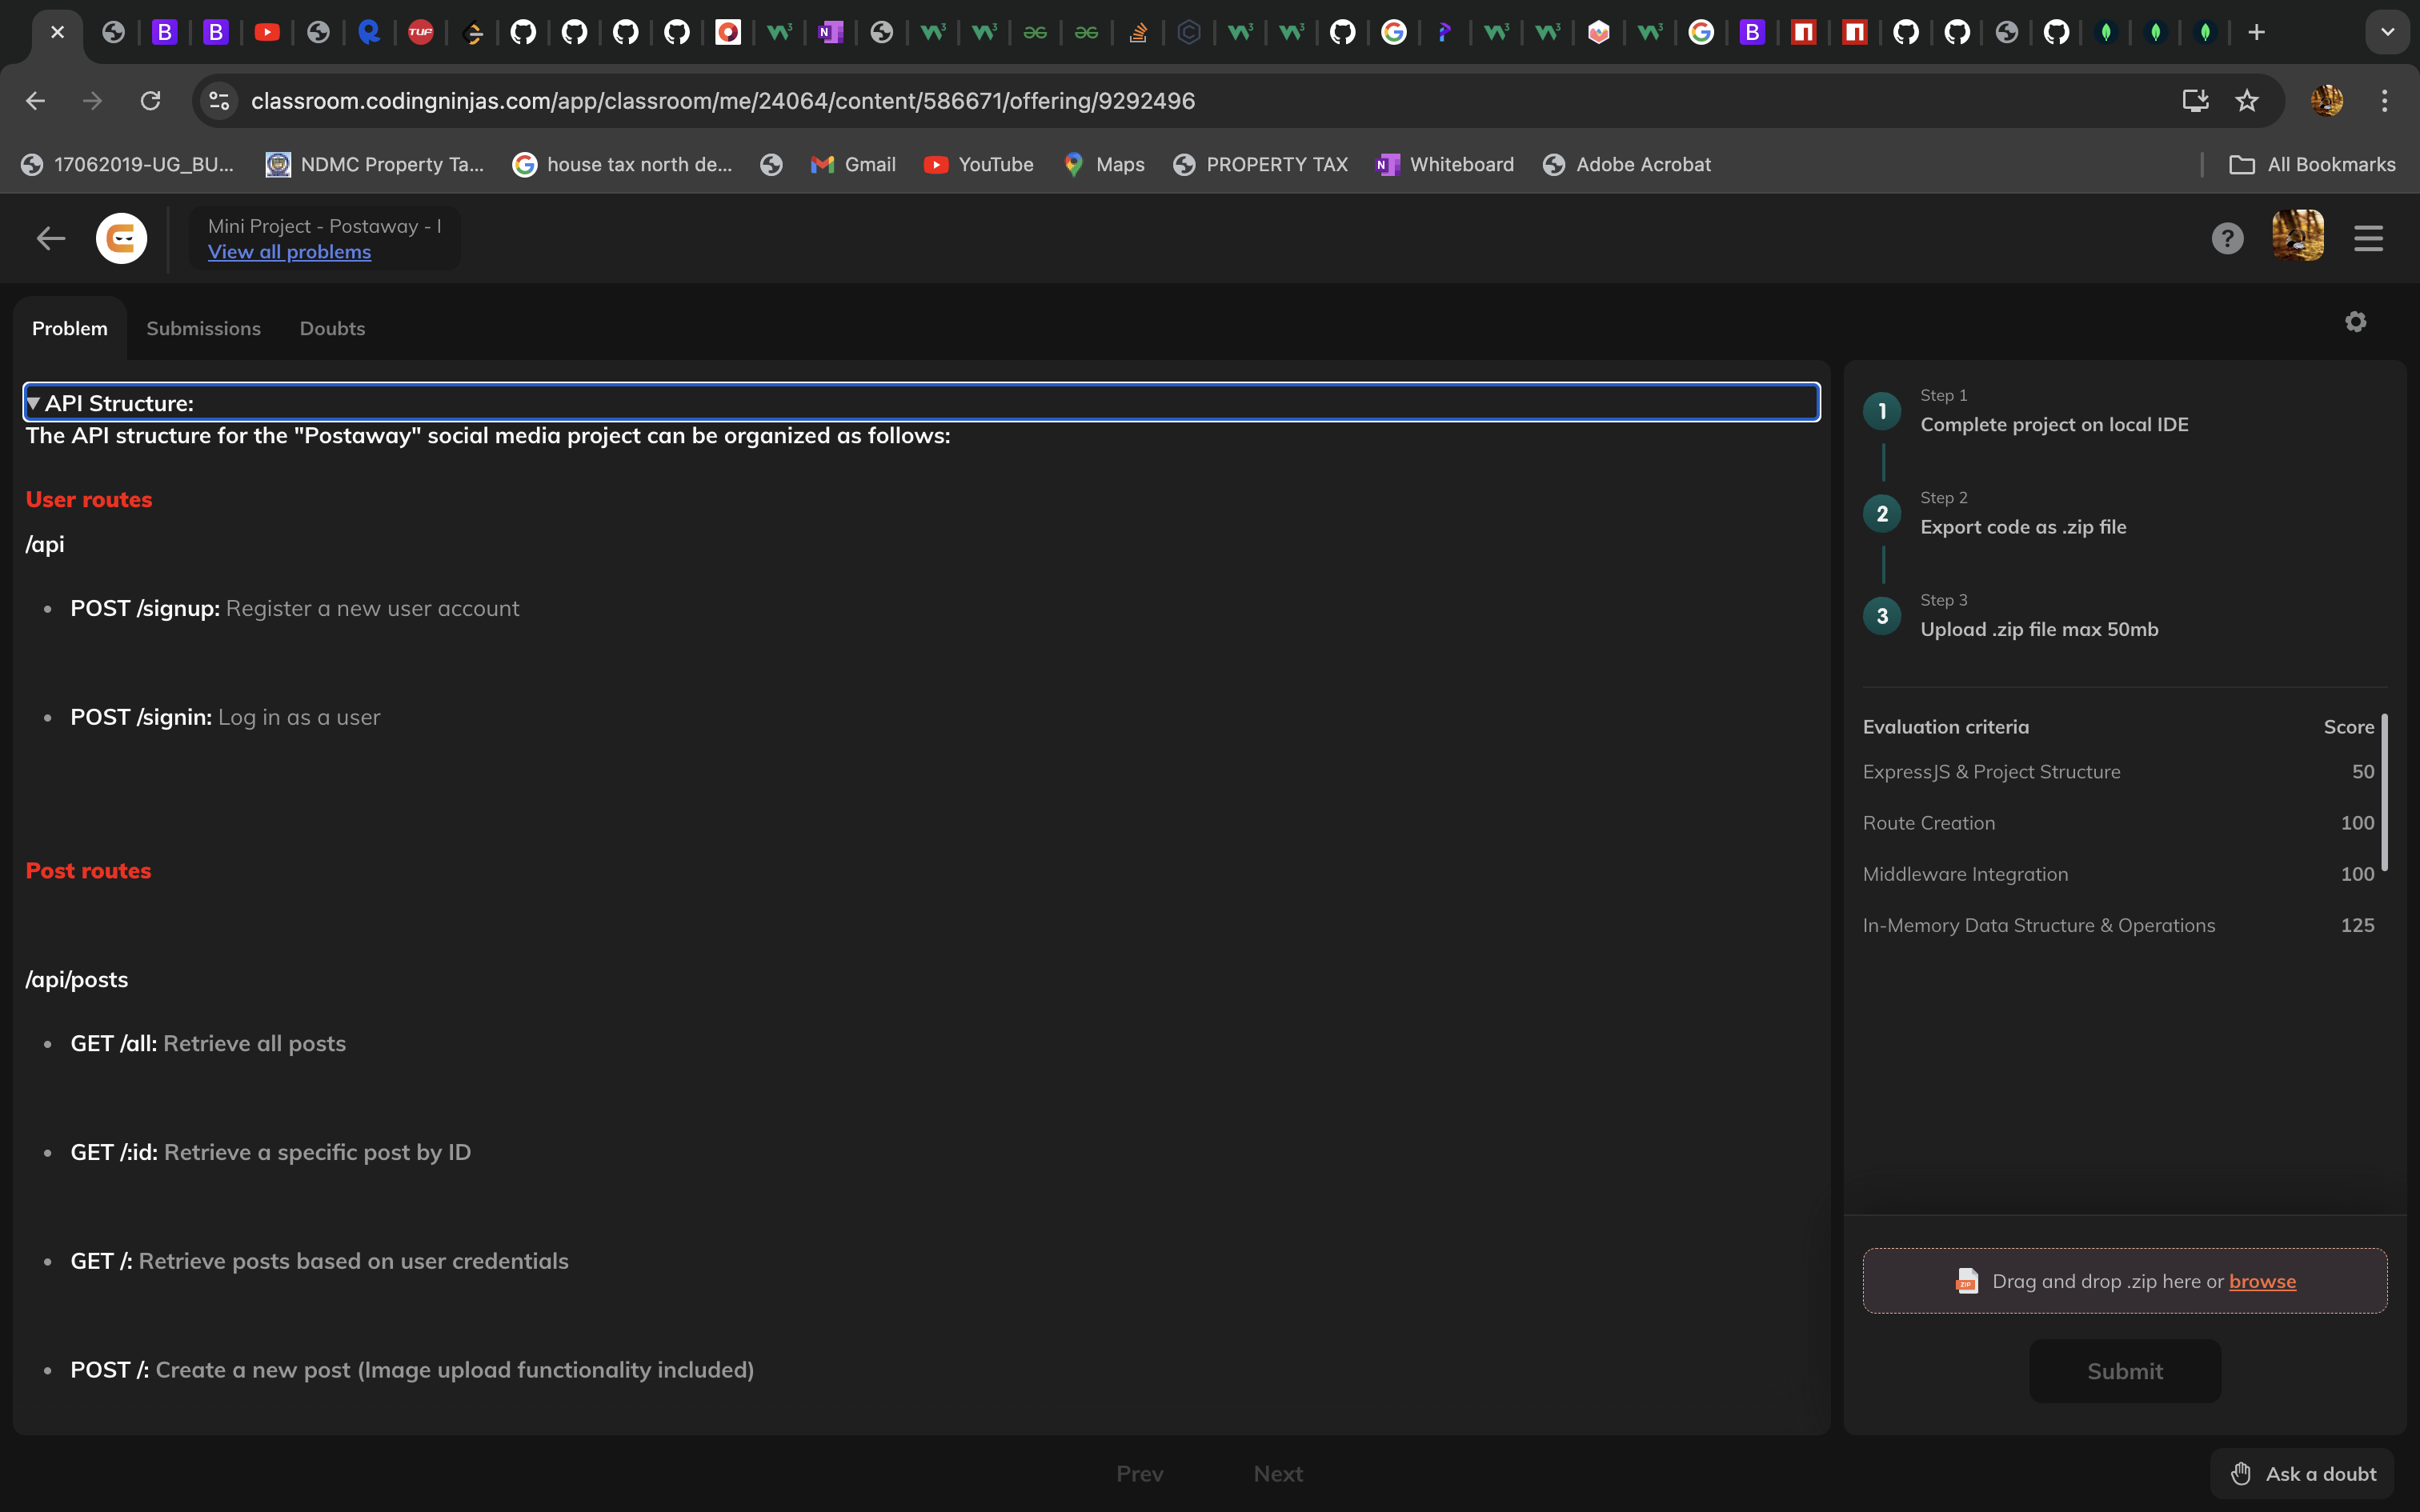 classroom.codingninjas.com/app/classroom/me/24064/content/586671/offering/9292496
17062019-UG_BU...
NDMC Property Ta...
house tax north de...
Gmail
YouTube
Maps
PROPERTY TAX
Whiteboard
Adobe Acrobat
All Bookmarks
Mini Project - Postaway - I
View all problems
Problem
Submissions
Doubts
API Structure:
The API structure for the "Postaway" social media project can be organized as follows:
User routes
/api
• POST /signup: Register a new user account
• POST /signin: Log in as a user
Post routes
/api/posts
• GET /all: Retrieve all posts
• GET /:id: Retrieve a specific post by ID
• GET /: Retrieve posts based on user credentials
• POST /: Create a new post (Image upload functionality included)
1
Step 1
Complete project on local IDE
2
Step 2
Export code as .zip file
3
Step 3
Upload .zip file max 50mb
Evaluation criteria Score
ExpressJS & Project Structure 50
Route Creation 100
Middleware Integration 100
In-Memory Data Structure & Operations 125
Drag and drop .zip here or browse
Submit
Prev
Next
Ask a doubt